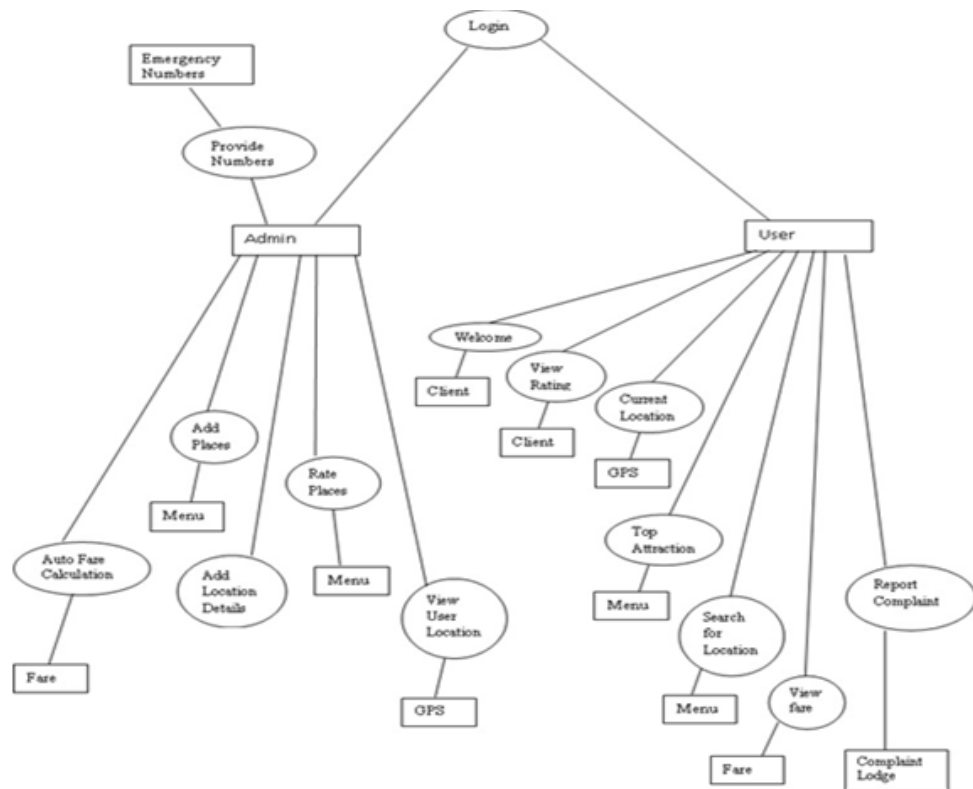 Login
Emergency
Numbers
Provide
Numbers
Admin
User
Welcome
View
Rating
Client
Current
Location
Client
Add
Places
GPS
Rate
Places
Menu
Top
Attraction
Auto Fare
Calculation
Add
Location
Details
Menu
Menu
View
User
Location
Report
Complaint
Search
for
Location
Fare
GPS
Menu
View
fare
Fare
Complaint
Lodge